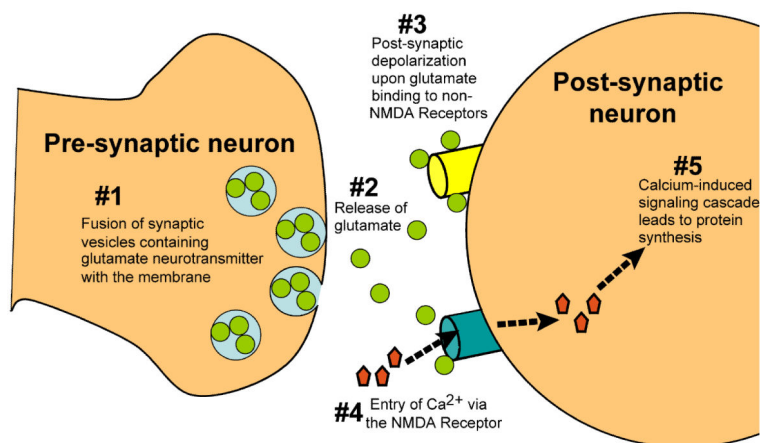 Pre-synaptic neuron
#1
Fusion of synaptic
vesicles containing
glutamate neurotransmitter
with the membrane
#2
Release of
glutamate
#3
Post-synaptic
depolarization
upon glutamate
binding to non-
NMDA Receptors
#4 Entry of Ca2+ via
the NMDA Receptor
Post-synaptic
neuron
#5
Calcium-induced
signaling cascade
leads to protein
synthesis